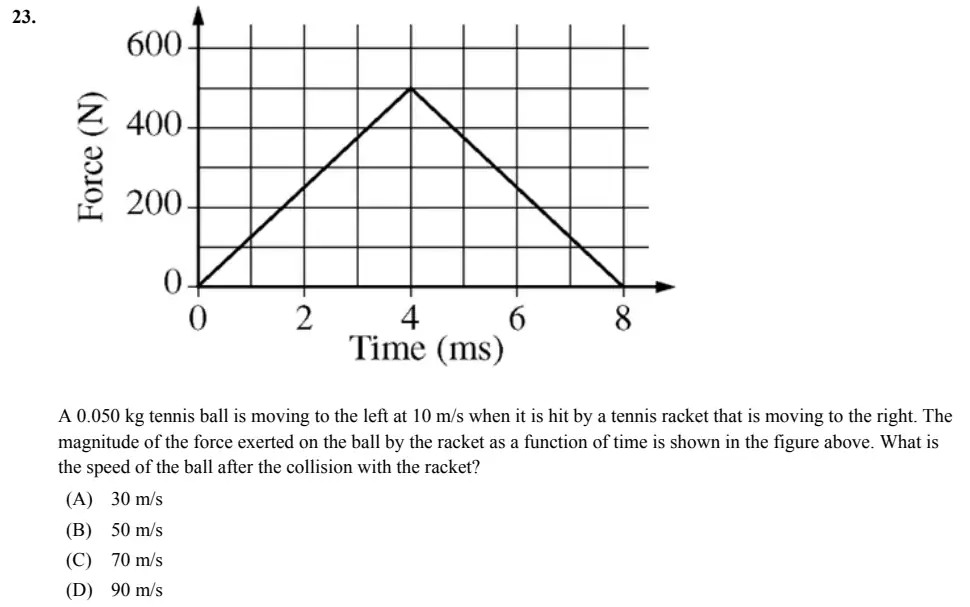 23.
600
400
200
0
Force (N)
0 2 4 6 8
Time (ms)
A 0.050 kg tennis ball is moving to the left at 10 m/s when it is hit by a tennis racket that is moving to the right. The
magnitude of the force exerted on the ball by the racket as a function of time is shown in the figure above. What is
the speed of the ball after the collision with the racket?
(A) 30 m/s
(B) 50 m/s
(C) 70 m/s
(D) 90 m/s